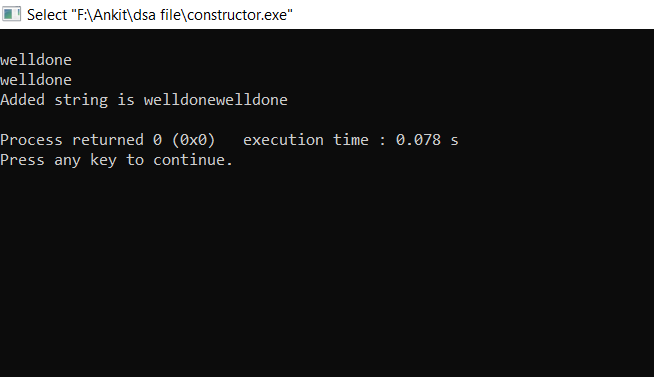 Select "F:\Ankit\dsa file\constructor.exe"
welldone
welldone
Added string is welldonewelldone
Process returned 0 (0x0)   execution time : 0.078 s
Press any key to continue.